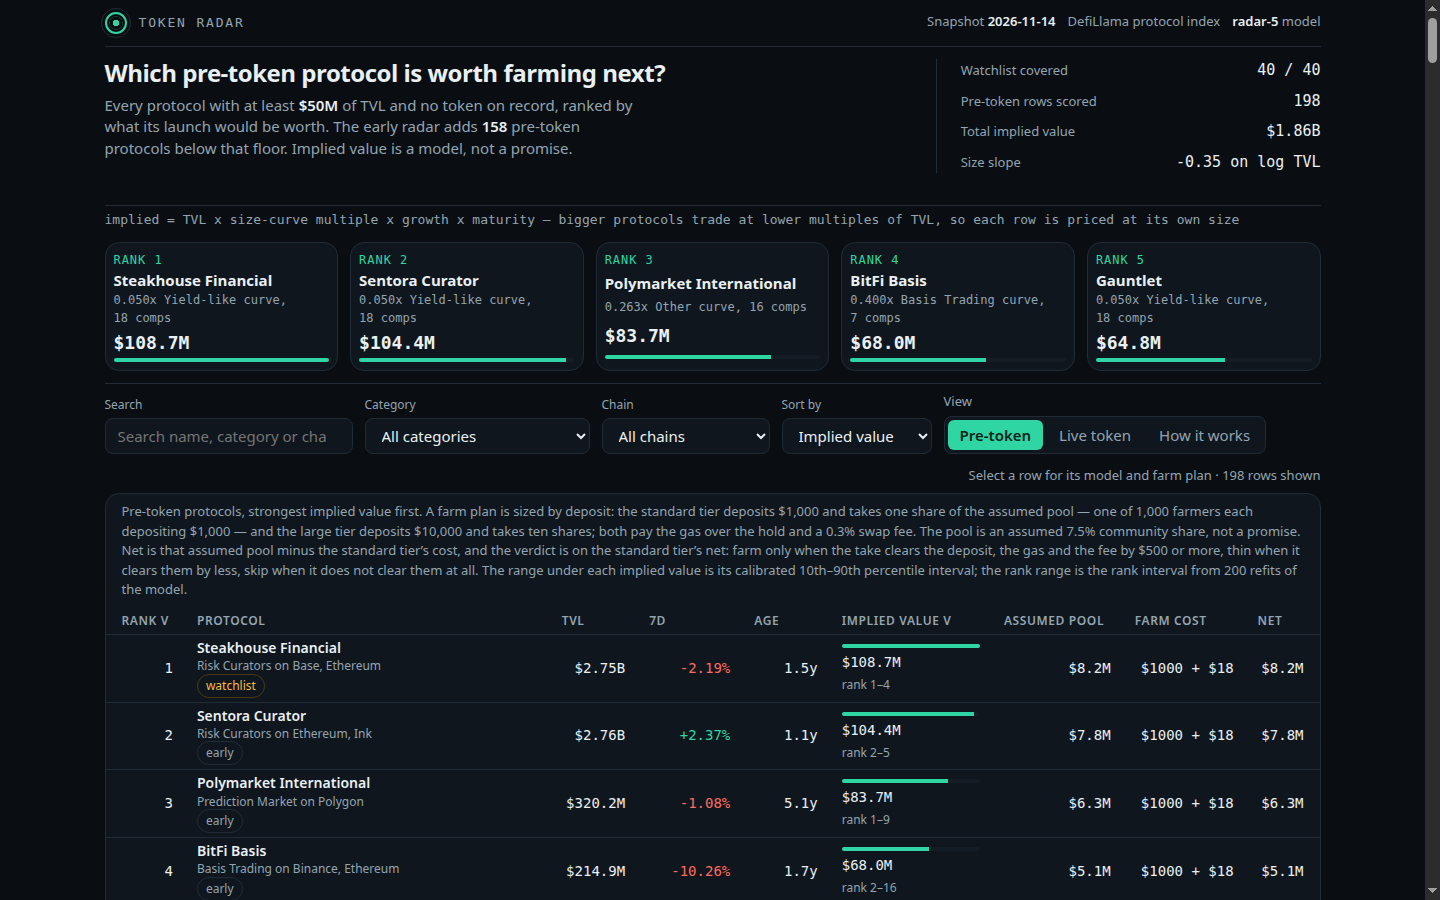 TOKEN RADAR
Snapshot 2026-11-14 DefiLlama protocol index radar-5 model
Which pre-token protocol is worth farming next?
Every protocol with at least $50M of TVL and no token on record, ranked by
what its launch would be worth. The early radar adds 158 pre-token
protocols below that floor. Implied value is a model, not a promise.
Watchlist covered 40 / 40
Pre-token rows scored 198
Total implied value $1.86B
Size slope -0.35 on log TVL
implied = TVL x size-curve multiple x growth x maturity — bigger protocols trade at lower multiples of TVL, so each row is priced at its own size
RANK 1
Steakhouse Financial
0.050x Yield-like curve,
18 comps
$108.7M
RANK 2
Sentora Curator
0.050x Yield-like curve,
18 comps
$104.4M
RANK 3
Polymarket International
0.263x Other curve, 16 comps
$83.7M
RANK 4
BitFi Basis
0.400x Basis Trading curve,
7 comps
$68.0M
RANK 5
Gauntlet
0.050x Yield-like curve,
18 comps
$64.8M
Search
Search name, category or cha
Category
All categories
Chain
All chains
Sort by
Implied value
View
Pre-token Live token How it works
Select a row for its model and farm plan · 198 rows shown
Pre-token protocols, strongest implied value first. A farm plan is sized by deposit: the standard tier deposits $1,000 and takes one share of the assumed pool — one of 1,000 farmers each
depositing $1,000 — and the large tier deposits $10,000 and takes ten shares; both pay the gas over the hold and a 0.3% swap fee. The pool is an assumed 7.5% community share, not a promise.
Net is that assumed pool minus the standard tier’s cost, and the verdict is on the standard tier’s net: farm only when the take clears the deposit, the gas and the fee by $500 or more, thin when it
clears them by less, skip when it does not clear them at all. The range under each implied value is its calibrated 10th–90th percentile interval; the rank range is the rank interval from 200 refits of
the model.
RANK V PROTOCOL TVL 7D AGE IMPLIED VALUE V ASSUMED POOL FARM COST NET
Steakhouse Financial
Risk Curators on Base, Ethereum
watchlist
1 $2.75B -2.19% 1.5y $108.7M $8.2M $1000 + $18 $8.2M
rank 1–4
Sentora Curator
Risk Curators on Ethereum, Ink
early
2 $2.76B +2.37% 1.1y $104.4M $7.8M $1000 + $18 $7.8M
rank 2–5
Polymarket International
Prediction Market on Polygon
early
3 $320.2M -1.08% 5.1y $83.7M $6.3M $1000 + $18 $6.3M
rank 1–9
BitFi Basis
Basis Trading on Binance, Ethereum
early
4 $214.9M -10.26% 1.7y $68.0M $5.1M $1000 + $18 $5.1M
rank 2–16